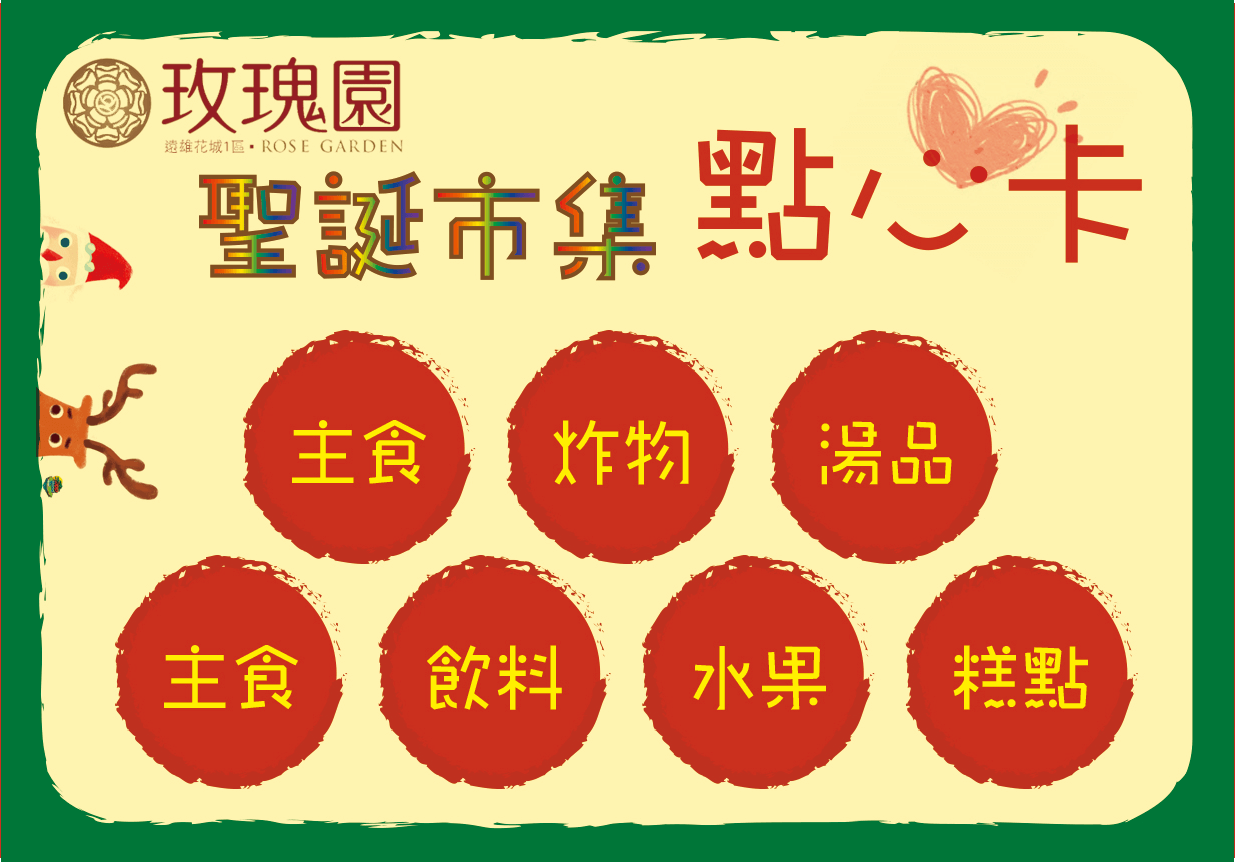 玫瑰園
遠雄花城1區 • ROSE GARDEN
聖誕市集 點心卡
主食 炸物 湯品
主食 飲料 水果 糕點